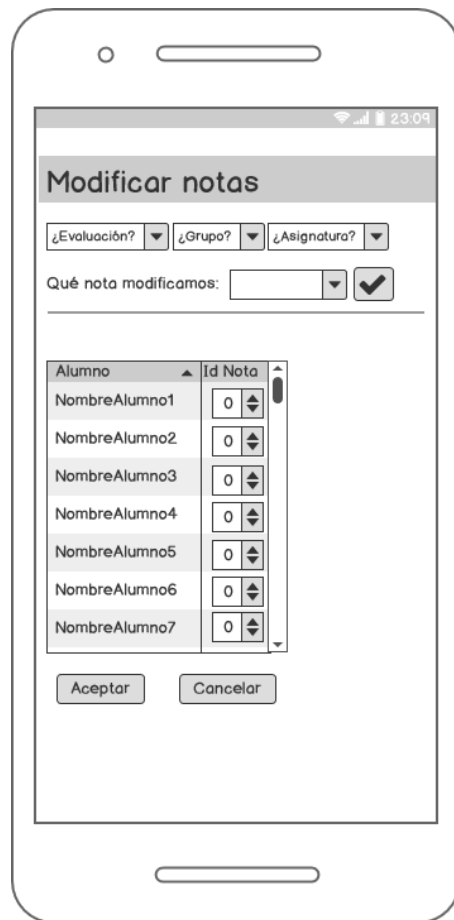 23:09
Modificar notas
¿Evaluación? ¿Grupo? ¿Asignatura?
Qué nota modificamos:
Alumno Id Nota
NombreAlumno1 0
NombreAlumno2 0
NombreAlumno3 0
NombreAlumno4 0
NombreAlumno5 0
NombreAlumno6 0
NombreAlumno7 0
Aceptar Cancelar